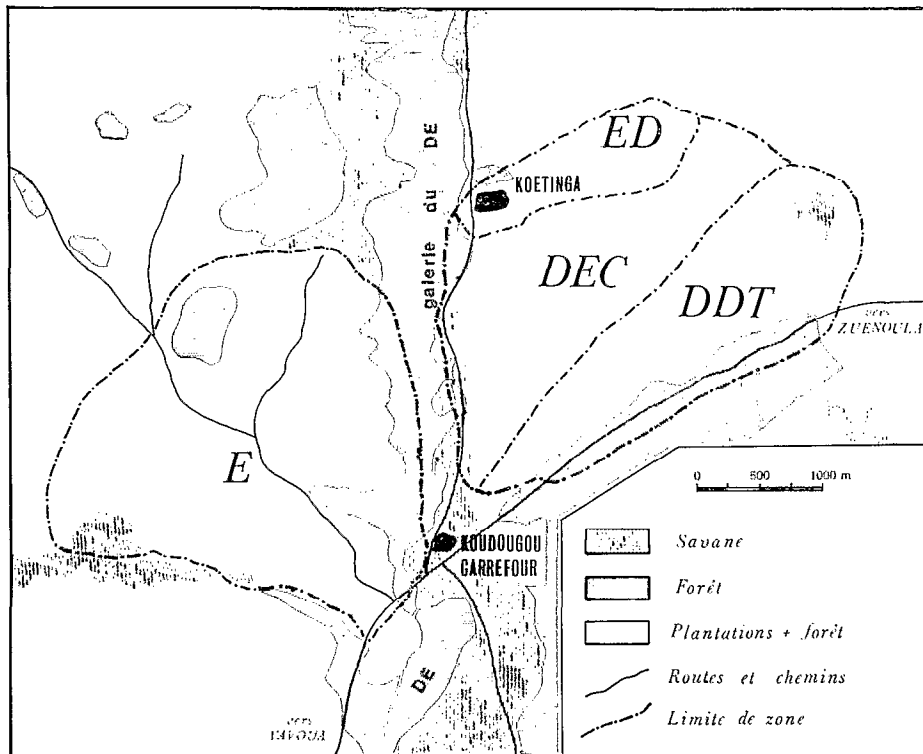 ED
KOETINGA
galerie du DE
DEC
DDT
vers
ZUENOULA
E
0 500 1000 m
KOUDOUGOU
CARREFOUR
Savane
Forêt
Plantations + forêt
Routes et chemins
Limite de zone
DE
vers